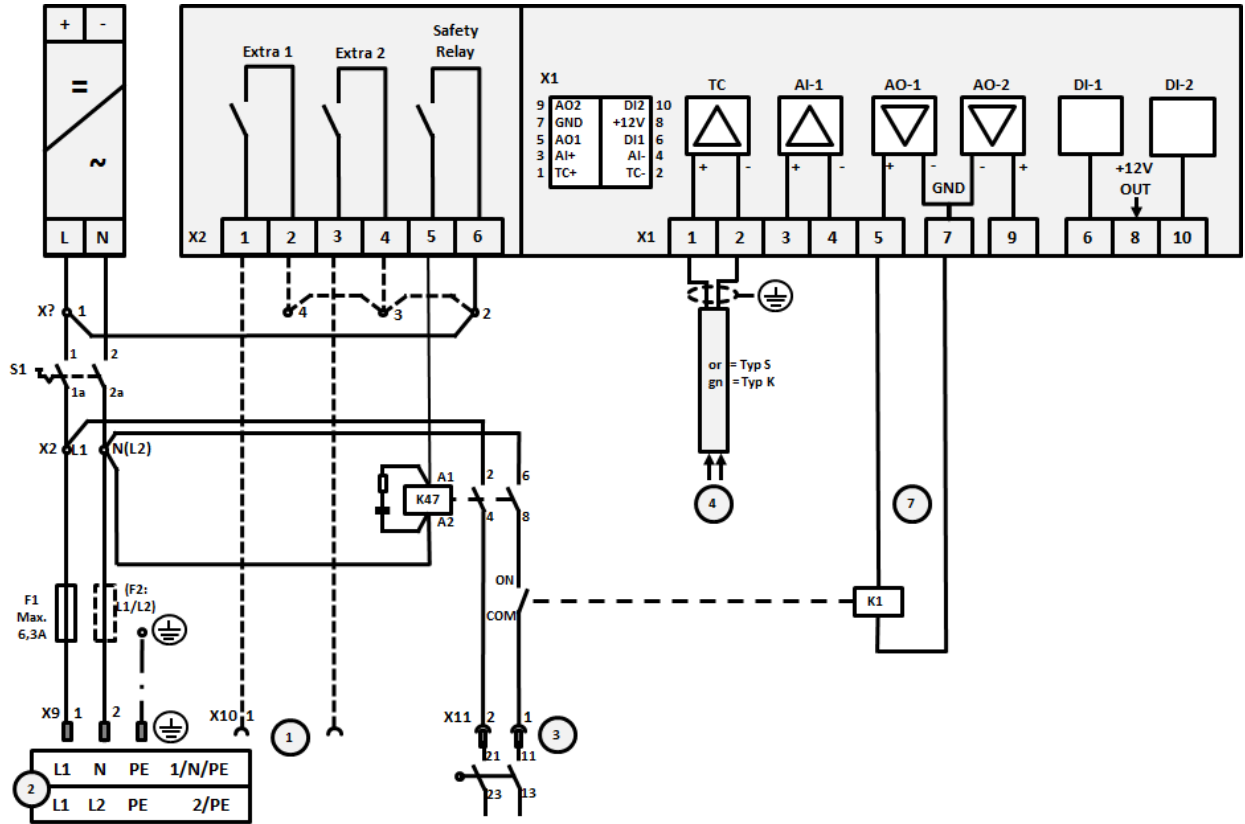 + -
= ~
L N
Extra 1 Extra 2 Safety Relay
X2 1 2 3 4 5 6
X1
9 AO2 DI2 10
7 GND +12V 8
5 AO1 DI1 6
3 AI+ AI- 4
1 TC+ TC- 2
TC AI-1 AO-1 AO-2 DI-1 DI-2
+ - + - + - - +
GND
+12V
OUT
X1 1 2 3 4 5 7 9 6 8 10
X? 1 4 3 2
1 2
S1
1a 2a
or = Typ S
gn = Typ K
X2 L1 N(L2)
A1 2 6
K47
A2 4 8
4 7
ON
COM
K1
F1
Max.
6,3A
(F2:
L1/L2)
X9 1 2
X10 1 1
X11 2 1 3
21 11
23 13
2
L1 N PE 1/N/PE
L1 L2 PE 2/PE